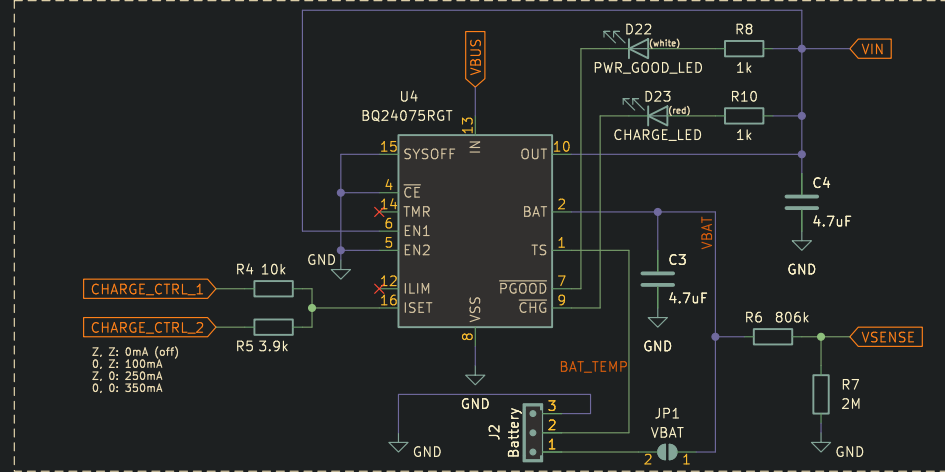 D22
(white)
PWR_GOOD_LED
R8
1k
VIN
VBUS
U4
BQ24075RGT
D23
(red)
CHARGE_LED
R10
1k
13
IN
15
SYSOFF
OUT
10
4
CE
14
TMR
BAT
2
6
EN1
5
EN2
TS
1
GND
12
ILIM
PGOOD
7
16
ISET
CHG
9
VSS
8
C4
4.7uF
GND
VBAT
C3
4.7uF
GND
CHARGE_CTRL_1
R4 10k
CHARGE_CTRL_2
R5 3.9k
Z, Z: 0mA (off)
0, Z: 100mA
Z, 0: 250mA
0, 0: 350mA
R6 806k
VSENSE
R7
2M
GND
GND
BAT_TEMP
GND
J2
Battery
3
2
1
JP1
VBAT
2
1